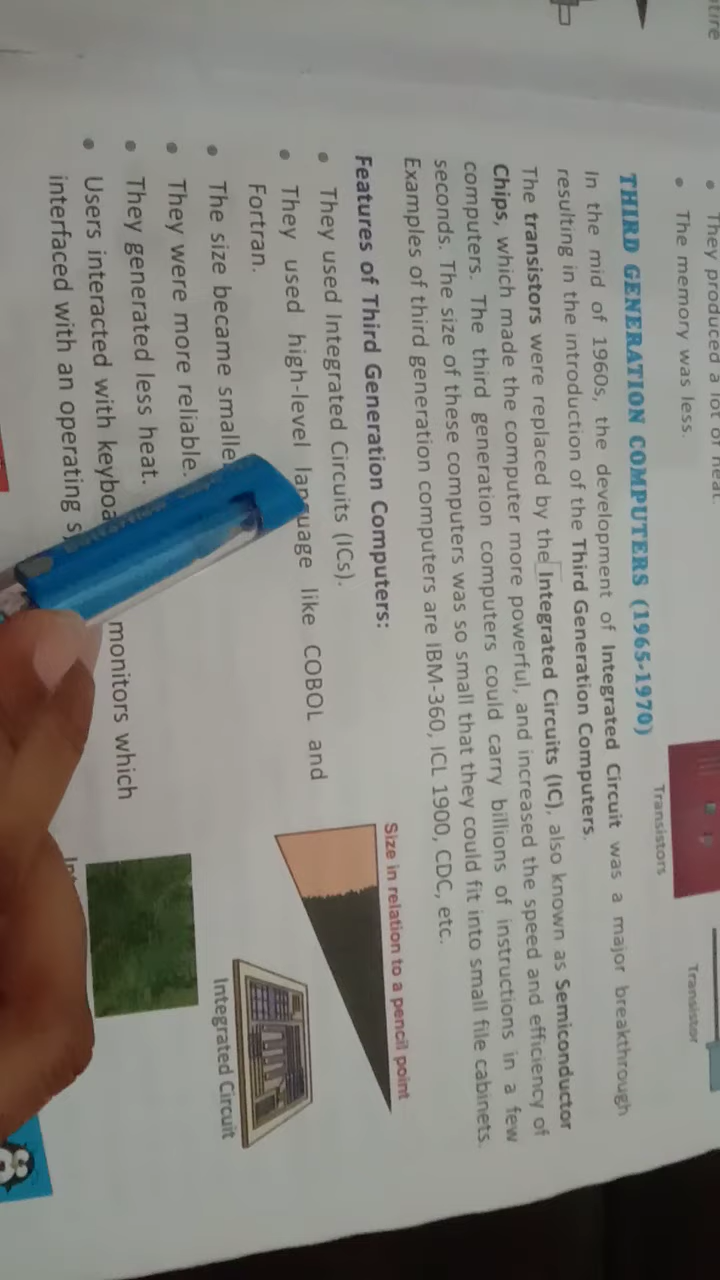 tire
They produced a lot of heat.
• The memory was less.
Transistors
Transistor
THIRD GENERATION COMPUTERS (1965-1970)
In the mid of 1960s, the development of Integrated Circuit was a major breakthrough
resulting in the introduction of the Third Generation Computers.
The transistors were replaced by the Integrated Circuits (IC), also known as Semiconductor
Chips, which made the computer more powerful, and increased the speed and efficiency of
computers. The third generation computers could carry billions of instructions in a few
seconds. The size of these computers was so small that they could fit into small file cabinets.
Examples of third generation computers are IBM-360, ICL 1900, CDC, etc.
Features of Third Generation Computers:
• They used Integrated Circuits (ICs).
• They used high-level language like COBOL and
Fortran.
• The size became smalle
• They were more reliable.
• They generated less heat.
• Users interacted with keyboa monitors which
interfaced with an operating s
Size in relation to a pencil point
Integrated Circuit
Int